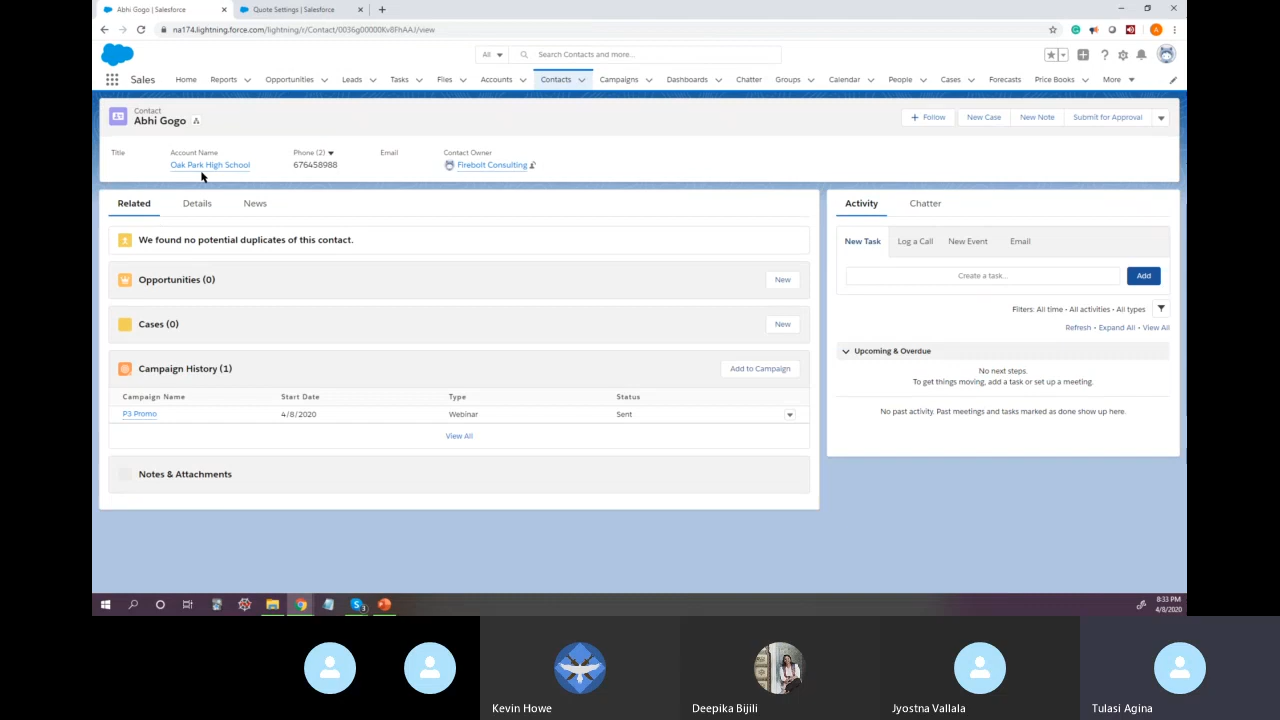 Abhi Gogo | Salesforce
Quote Settings | Salesforce
na174.lightning.force.com/lightning/r/Contact/0036g00000Kv8FhAAJ/view
All
Search Contacts and more...
Sales
Home
Reports
Opportunities
Leads
Tasks
Files
Accounts
Contacts
Campaigns
Dashboards
Chatter
Groups
Calendar
People
Cases
Forecasts
Price Books
More
Contact
Abhi Gogo
+ Follow
New Case
New Note
Submit for Approval
Title
Account Name
Phone (2)
Email
Contact Owner
Oak Park High School
676458988
Firebolt Consulting
Related
Details
News
We found no potential duplicates of this contact.
Opportunities (0)
New
Cases (0)
New
Campaign History (1)
Add to Campaign
Campaign Name
Start Date
Type
Status
P3 Promo
4/8/2020
Webinar
Sent
View All
Notes & Attachments
Activity
Chatter
New Task
Log a Call
New Event
Email
Create a task...
Add
Filters: All time • All activities • All types
Refresh • Expand All • View All
Upcoming & Overdue
No next steps.
To get things moving, add a task or set up a meeting.
No past activity. Past meetings and tasks marked as done show up here.
8:33 PM
4/8/2020
Kevin Howe
Deepika Bijili
Jyostna Vallala
Tulasi Agina